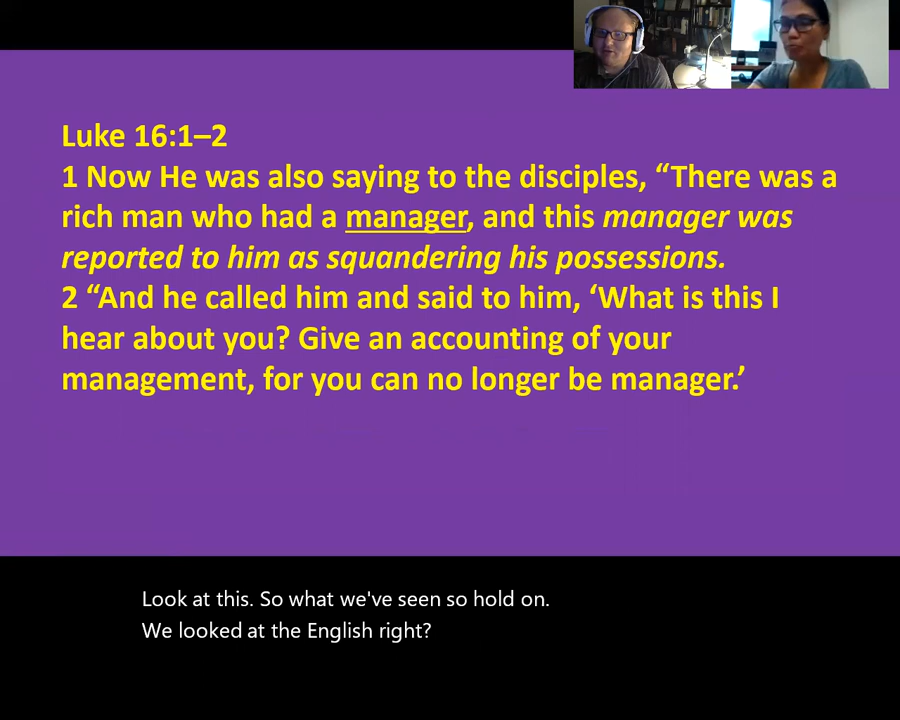 Luke 16:1–2
1 Now He was also saying to the disciples, “There was a
rich man who had a manager, and this manager was
reported to him as squandering his possessions.
2 “And he called him and said to him, ‘What is this I
hear about you? Give an accounting of your
management, for you can no longer be manager.’
Look at this. So what we've seen so hold on.
We looked at the English right?